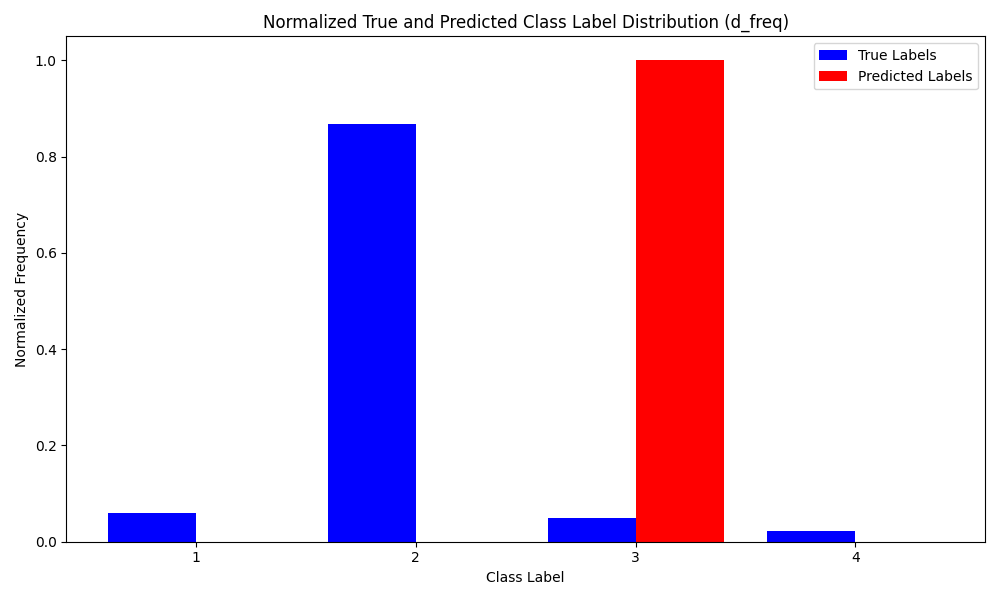 Normalized True and Predicted Class Label Distribution (d_freq)
True Labels
Predicted Labels
Normalized Frequency
1.0
0.8
0.6
0.4
0.2
0.0
1 2 3 4
Class Label